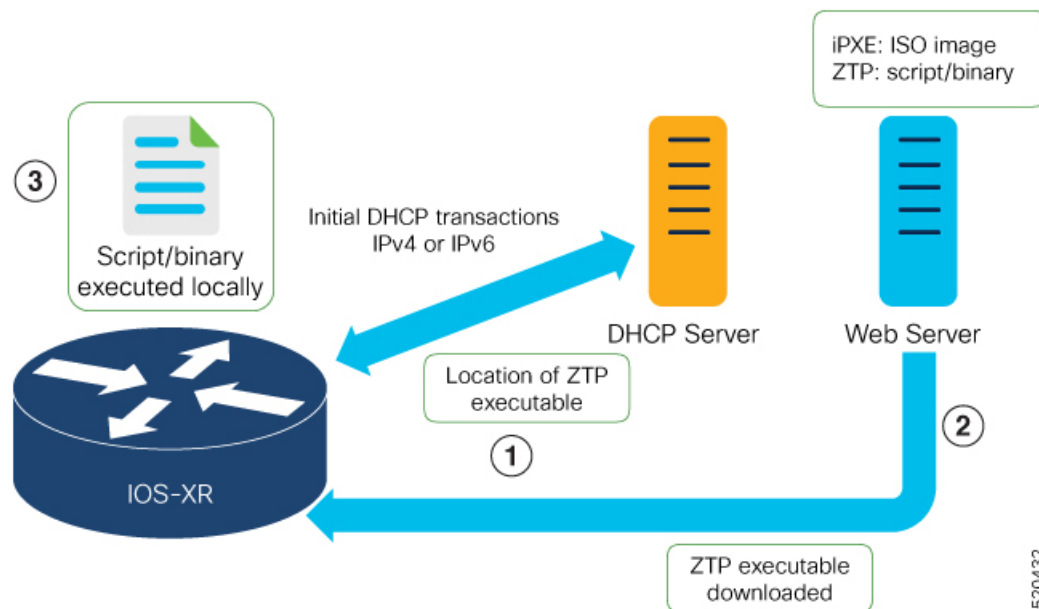 iPXE: ISO image
ZTP: script/binary
3
Script/binary
executed locally
Initial DHCP transactions
IPv4 or IPv6
DHCP Server
Web Server
Location of ZTP
executable
1
2
IOS-XR
ZTP executable
downloaded
520432